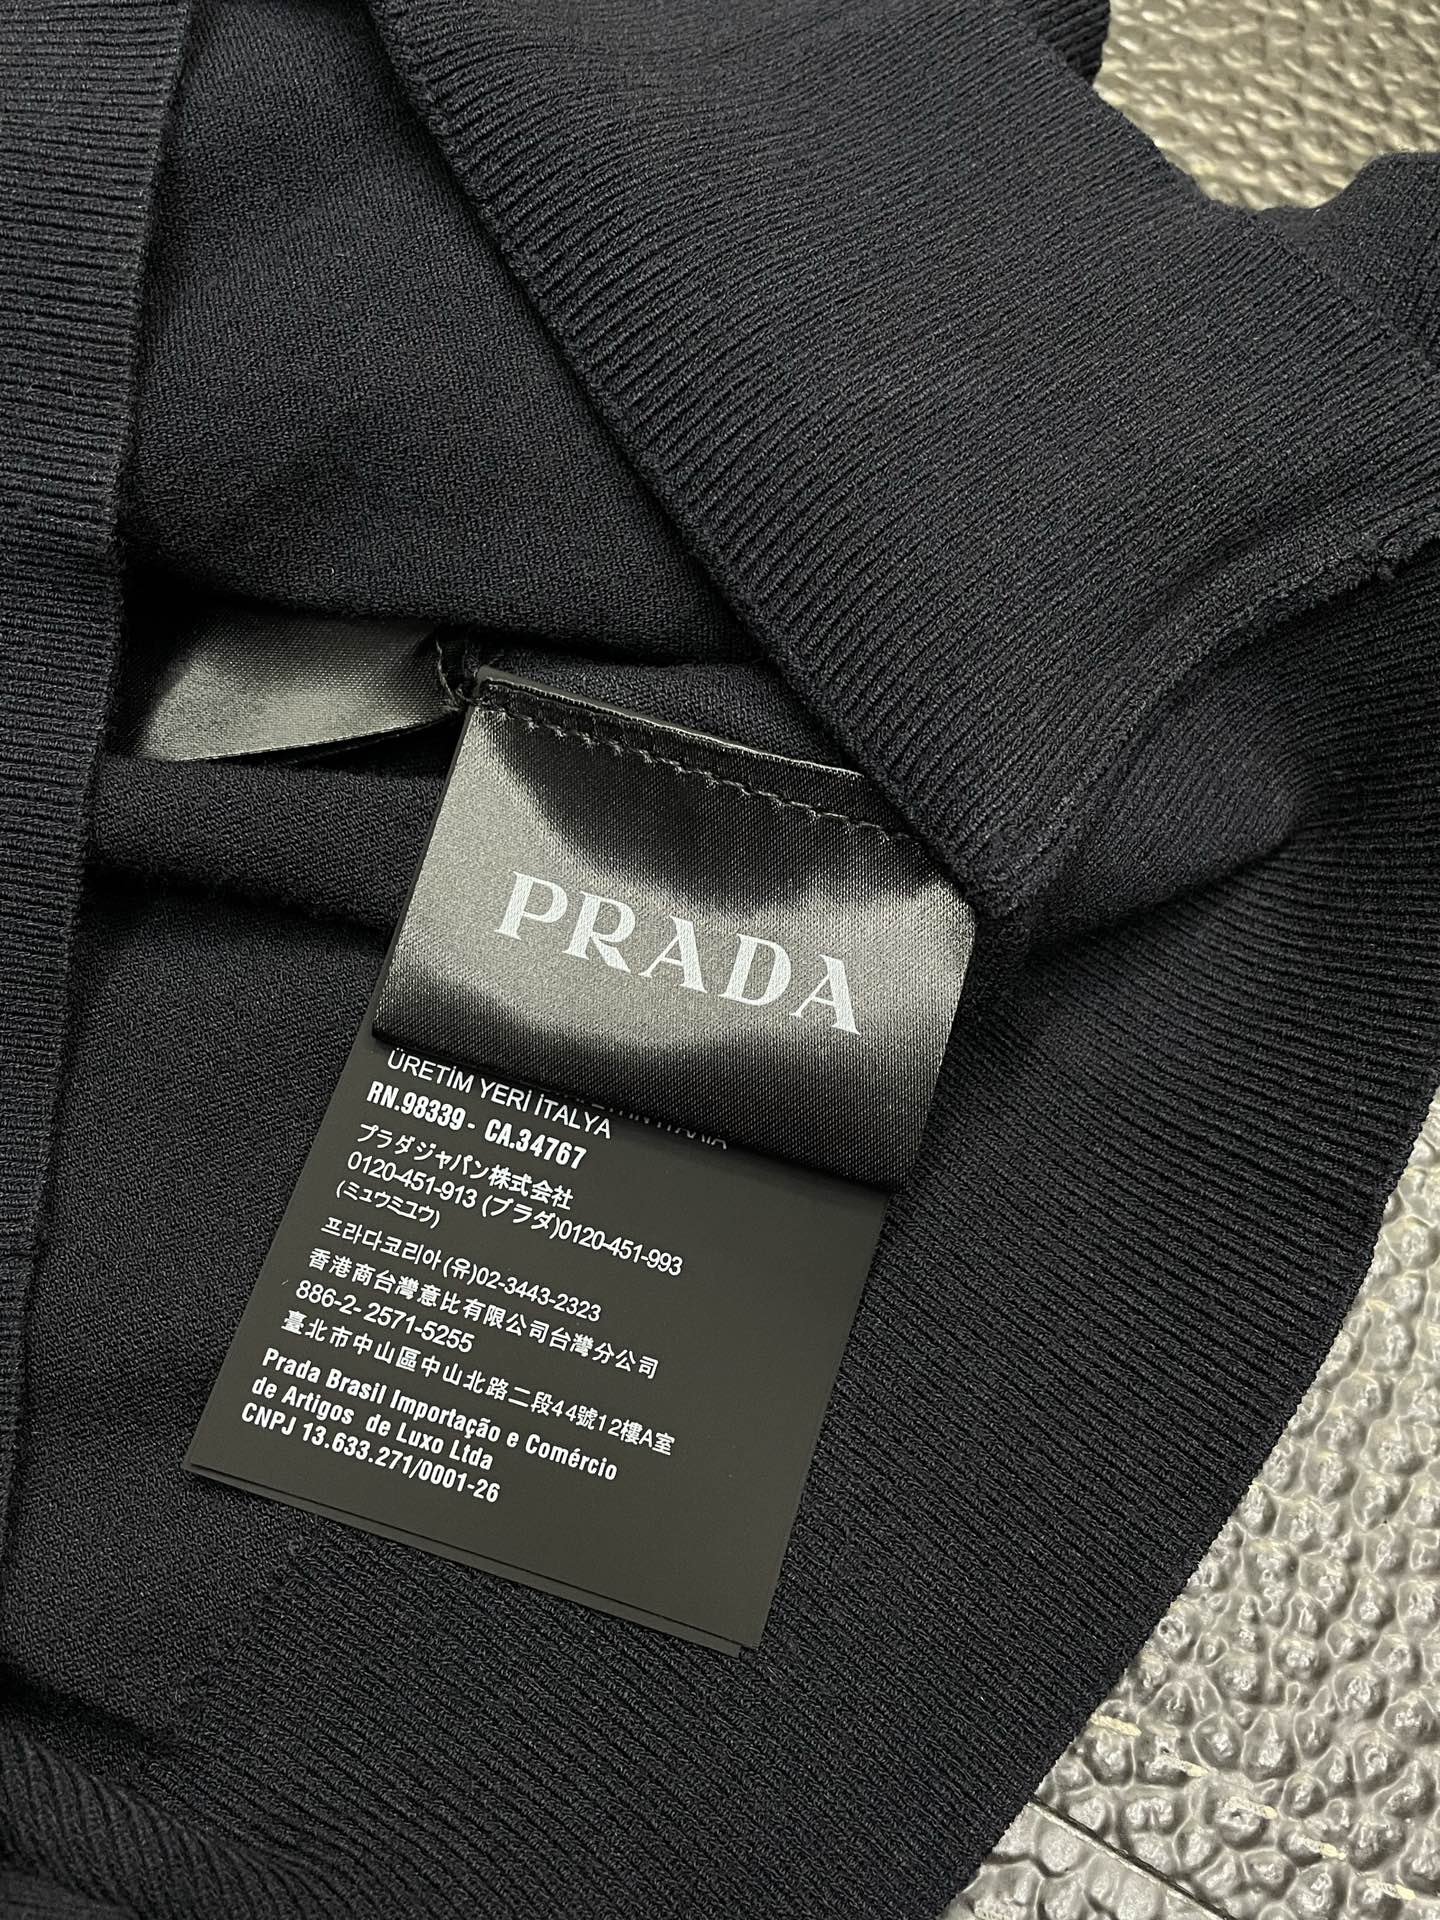 PRADA
ÜRETİM YERİ İTALYA
RN.98339 - CA.34767
プラダジャパン株式会社
0120-451-913 (プラダ)0120-451-993
(ミュウミユウ)
프라다코리아(유)02-3443-2323
香港商台灣意比有限公司台灣分公司
886-2- 2571-5255
臺北市中山區中山北路二段44號12樓A室
Prada Brasil Importação e Comércio
de Artigos de Luxo Ltda
CNPJ 13.633.271/0001-26